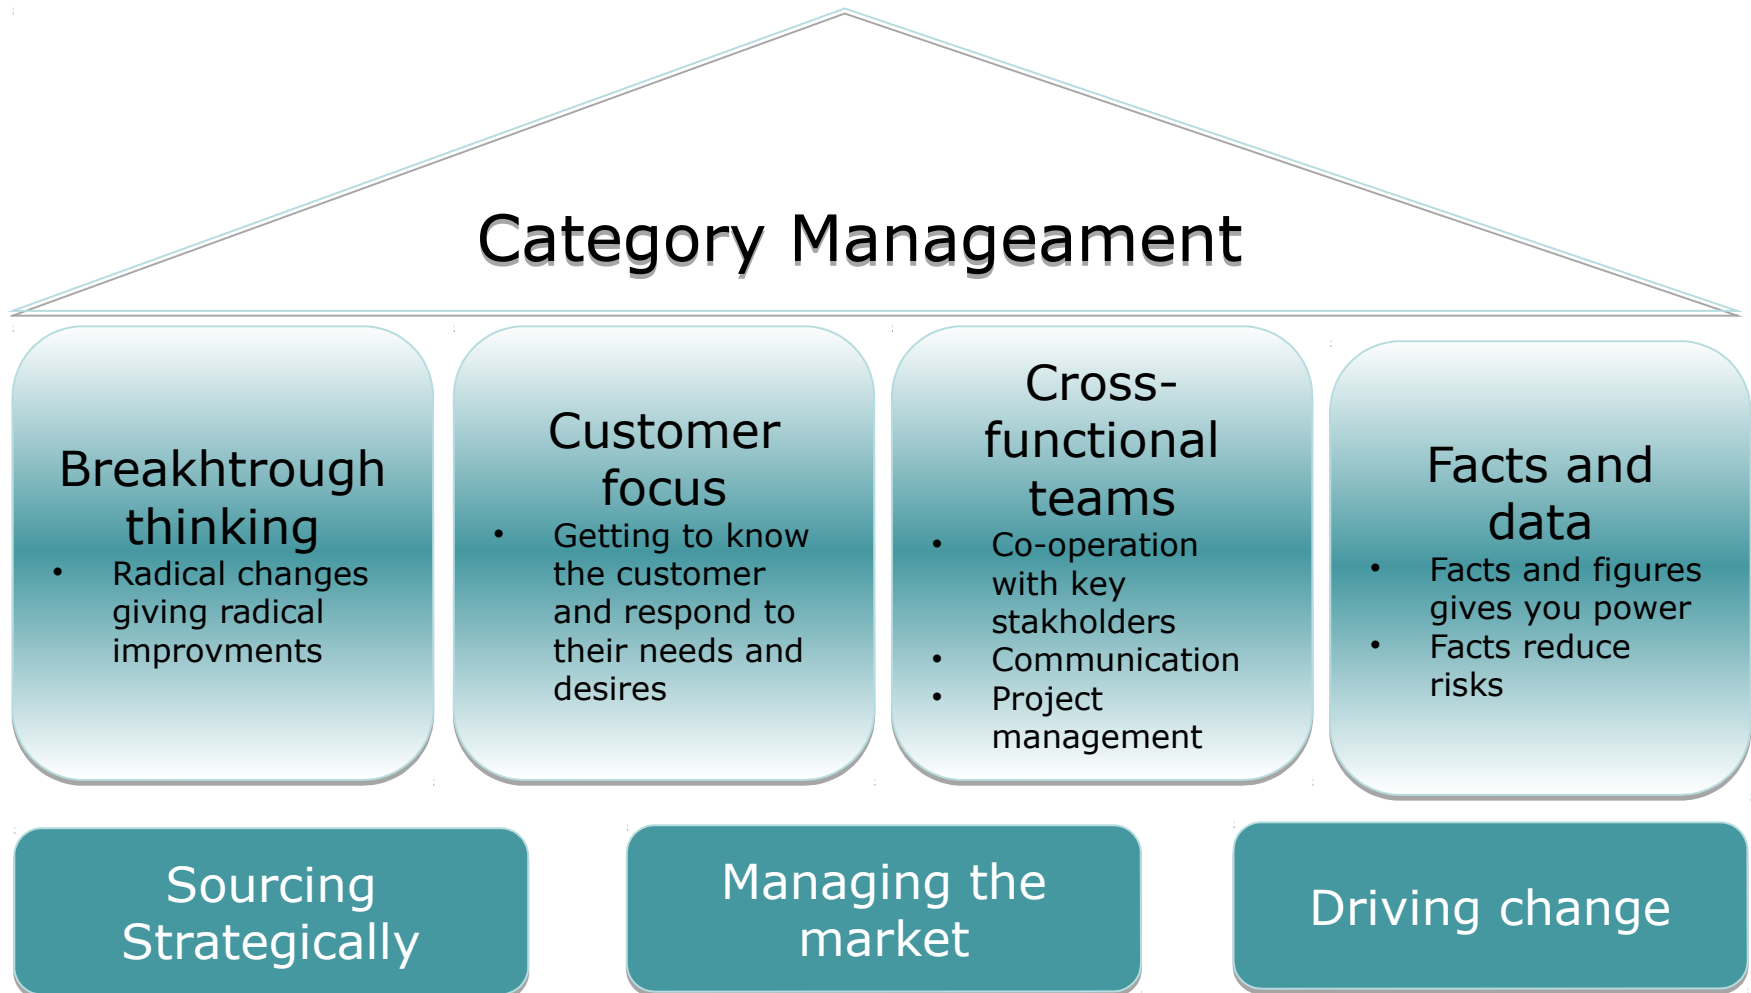 Category Manageament
Breakhtrough
thinking
• Radical changes
giving radical
improvments
Customer
focus
• Getting to know
the customer
and respond to
their needs and
desires
Cross-
functional
teams
• Co-operation
with key
stakholders
• Communication
• Project
management
Facts and
data
• Facts and figures
gives you power
• Facts reduce
risks
Sourcing
Strategically
Managing the
market
Driving change